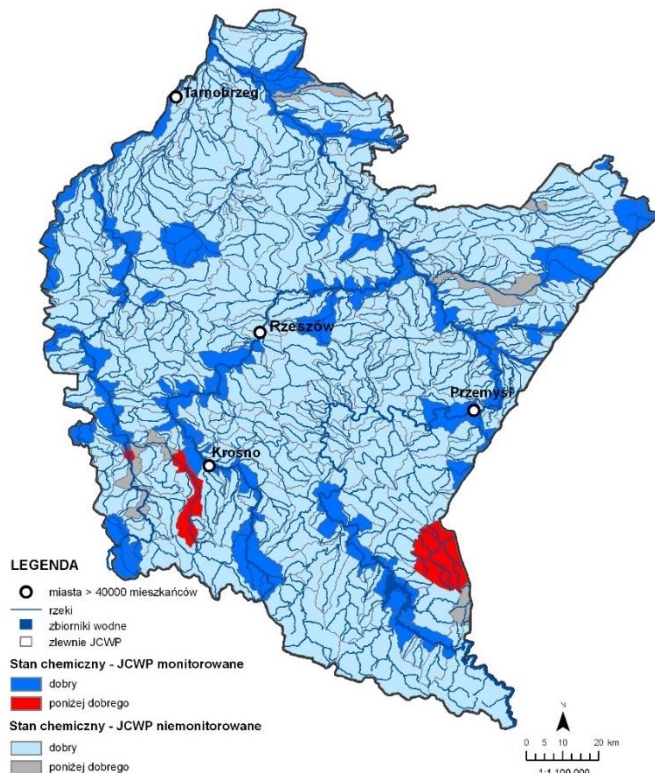 Tarnobrzeg
Rzeszów
Przemyśl
Krosno
LEGENDA
miasta > 40000 mieszkańców
rzeki
zbiorniki wodne
zlewnie JCWP
Stan chemiczny - JCWP monitorowane
dobry
poniżej dobrego
Stan chemiczny - JCWP niemonitorowane
dobry
poniżej dobrego
N
0 5 10 20 km
1:1 100 000